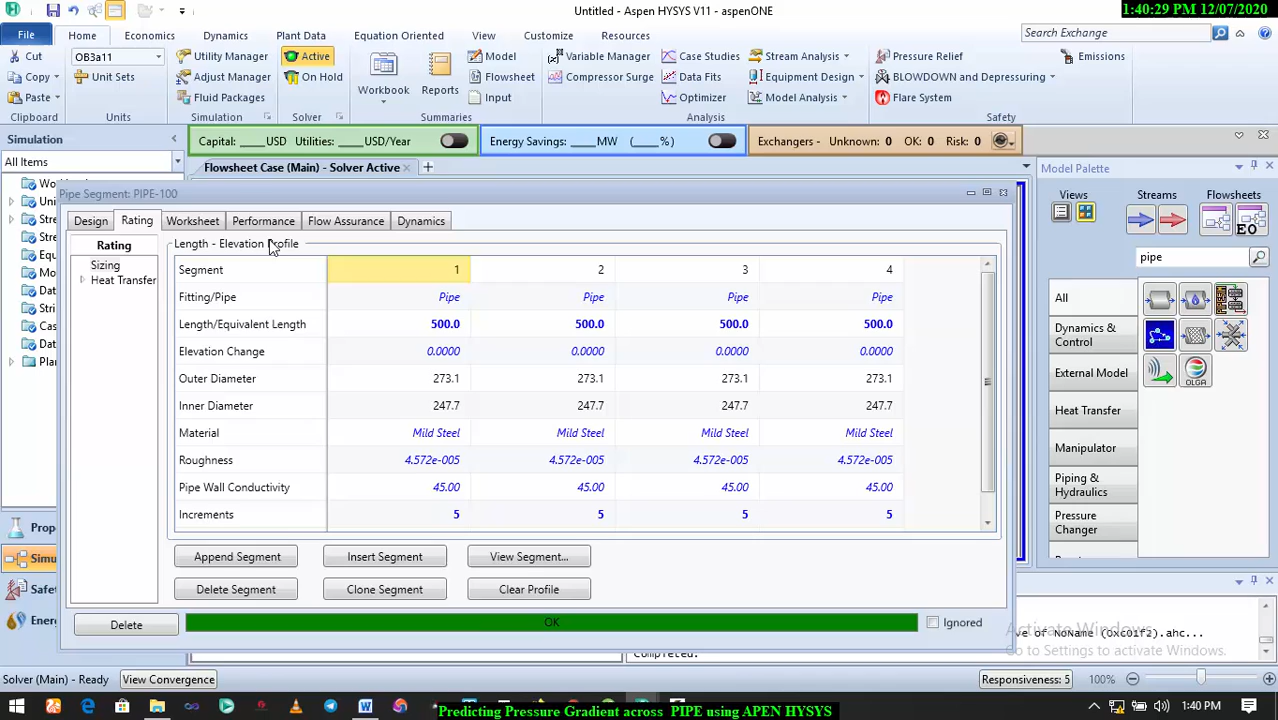 Untitled - Aspen HYSYS V11 - aspenONE
1:40:29 PM 12/07/2020
File
Home
Economics
Dynamics
Plant Data
Equation Oriented
View
Customize
Resources
Search Exchange
Cut
Copy
Paste
Clipboard
OB3a11
Unit Sets
Units
Utility Manager
Adjust Manager
Fluid Packages
Simulation
Active
On Hold
Solver
Workbook
Reports
Model
Flowsheet
Input
Summaries
Variable Manager
Compressor Surge
Case Studies
Data Fits
Optimizer
Stream Analysis
Equipment Design
Model Analysis
Analysis
Pressure Relief
BLOWDOWN and Depressuring
Flare System
Emissions
Safety
Simulation
Capital: ____ USD Utilities: ____ USD/Year
Energy Savings: ____ MW (____ %)
Exchangers - Unknown: 0 OK: 0 Risk: 0
All Items
Flowsheet Case (Main) - Solver Active
Model Palette
Pipe Segment: PIPE-100
Design
Rating
Worksheet
Performance
Flow Assurance
Dynamics
Rating
Sizing
Heat Transfer
Length - Elevation Profile
Segment 1 2 3 4
Fitting/Pipe Pipe Pipe Pipe Pipe
Length/Equivalent Length 500.0 500.0 500.0 500.0
Elevation Change 0.0000 0.0000 0.0000 0.0000
Outer Diameter 273.1 273.1 273.1 273.1
Inner Diameter 247.7 247.7 247.7 247.7
Material Mild Steel Mild Steel Mild Steel Mild Steel
Roughness 4.572e-005 4.572e-005 4.572e-005 4.572e-005
Pipe Wall Conductivity 45.00 45.00 45.00 45.00
Increments 5 5 5 5
Append Segment
Insert Segment
View Segment...
Delete Segment
Clone Segment
Clear Profile
Delete
OK
Ignored
Views
Streams
Flowsheets
EO
pipe
All
Dynamics & Control
External Model
Heat Transfer
Manipulator
Piping & Hydraulics
Pressure Changer
OLGA
ve of NoName (0xc01f2).ahc...
Completed.
Activate Windows
Go to Settings to activate Windows.
Solver (Main) - Ready
View Convergence
Responsiveness: 5
100%
Predicting Pressure Gradient across PIPE using APEN HYSYS
1:40 PM